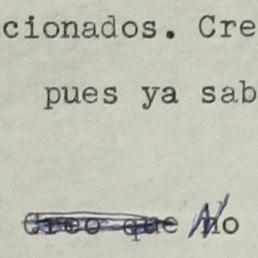 cionados. Cre
pues ya sab
Creo que No